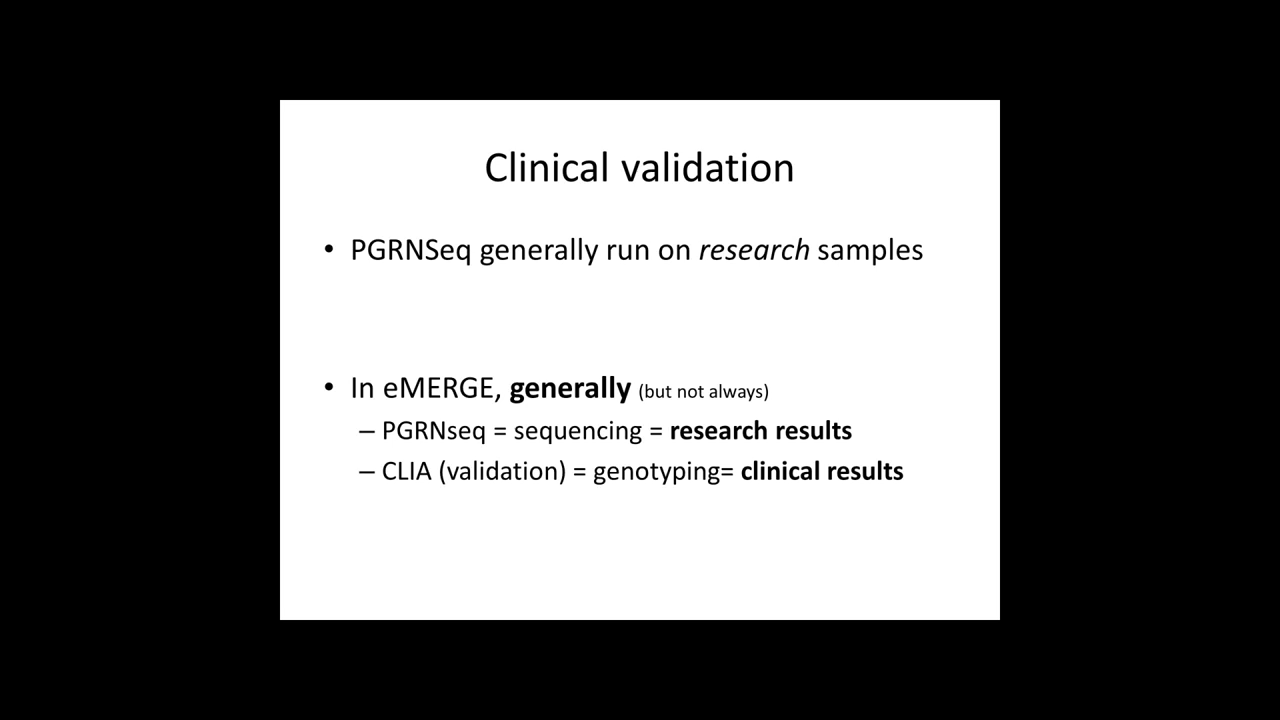 Clinical validation
• PGRNSeq generally run on research samples
• In eMERGE, generally (but not always)
– PGRNseq = sequencing = research results
– CLIA (validation) = genotyping= clinical results